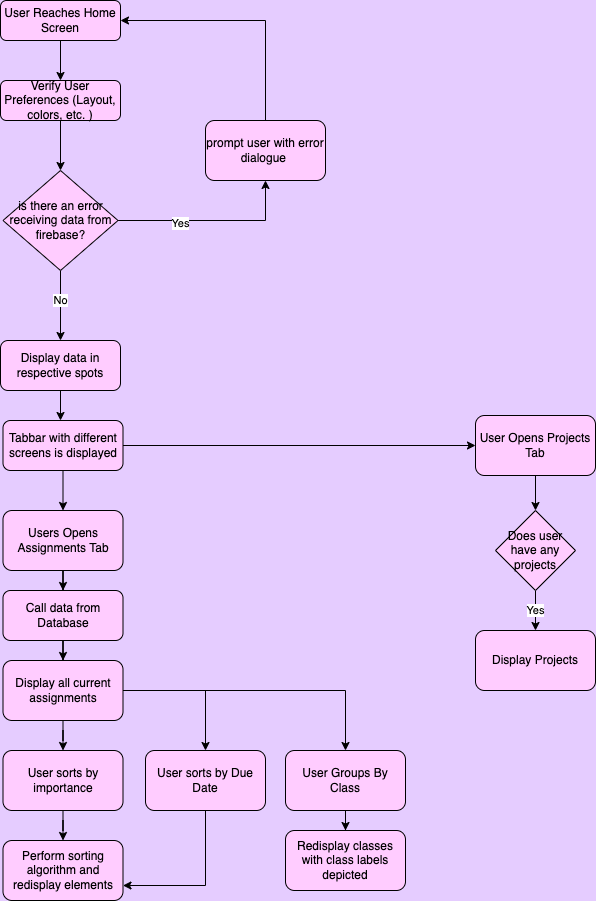 User Reaches Home
Screen
Verify User
Preferences (Layout,
colors, etc. )
prompt user with error
dialogue
is there an error
receiving data from
firebase?
Yes
No
Display data in
respective spots
Tabbar with different
screens is displayed
User Opens Projects
Tab
Users Opens
Assignments Tab
Does user
have any
projects
Call data from
Database
Yes
Display all current
assignments
Display Projects
User sorts by
importance
User sorts by Due
Date
User Groups By
Class
Perform sorting
algorithm and
redisplay elements
Redisplay classes
with class labels
depicted